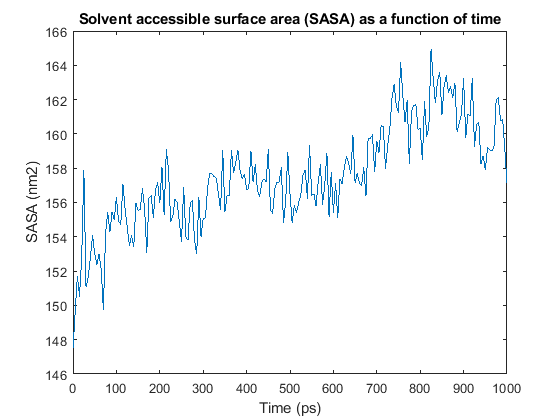 Solvent accessible surface area (SASA) as a function of time
166
164
162
160
158
156
154
152
150
148
146
SASA (nm2)
0 100 200 300 400 500 600 700 800 900 1000
Time (ps)